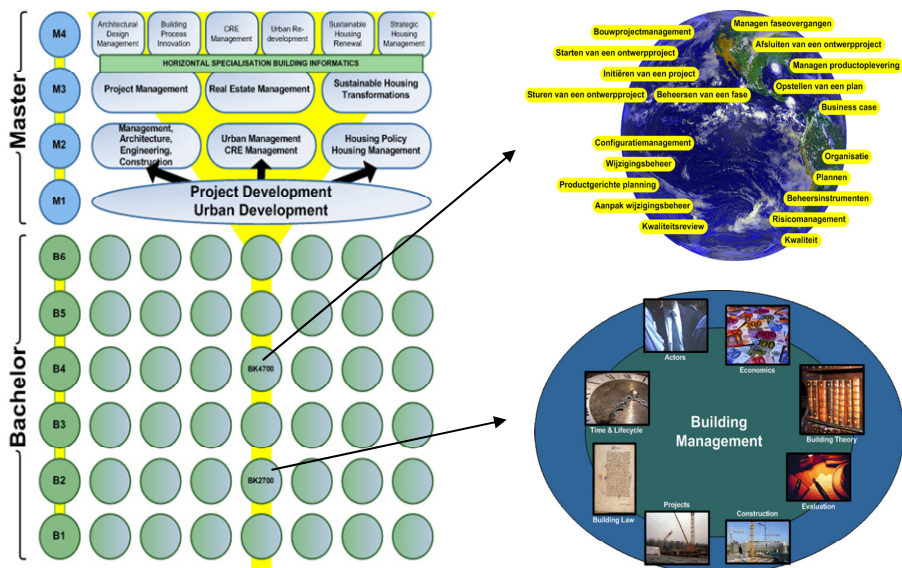 Master
Bachelor
M4
Architectural
Design
Management
Building
Process
Innovation
CRE
Management
Urban Re-
development
Sustainable
Housing
Renewal
Strategic
Housing
Management
HORIZONTAL SPECIALISATION BUILDING INFORMATICS
M3
Project Management
Real Estate Management
Sustainable Housing
Transformations
M2
Management,
Architecture,
Engineering,
Construction
Urban Management
CRE Management
Housing Policy
Housing Management
M1
Project Development
Urban Development
B6
B5
B4
BK4700
B3
B2
BK2700
B1
Bouwprojectmanagement
Managen faseovergangen
Starten van een ontwerpproject
Afsluiten van een ontwerpproject
Initiëren van een project
Managen productoplevering
Sturen van een ontwerpproject
Beheersen van een fase
Opstellen van een plan
Business case
Configuratiemanagement
Organisatie
Wijzigingsbeheer
Plannen
Productgerichte planning
Beheersinstrumenten
Aanpak wijzigingsbeheer
Risicomanagement
Kwaliteitsreview
Kwaliteit
Actors
Economics
Time & Lifecycle
Building
Management
Building Theory
Building Law
Evaluation
Projects
Construction